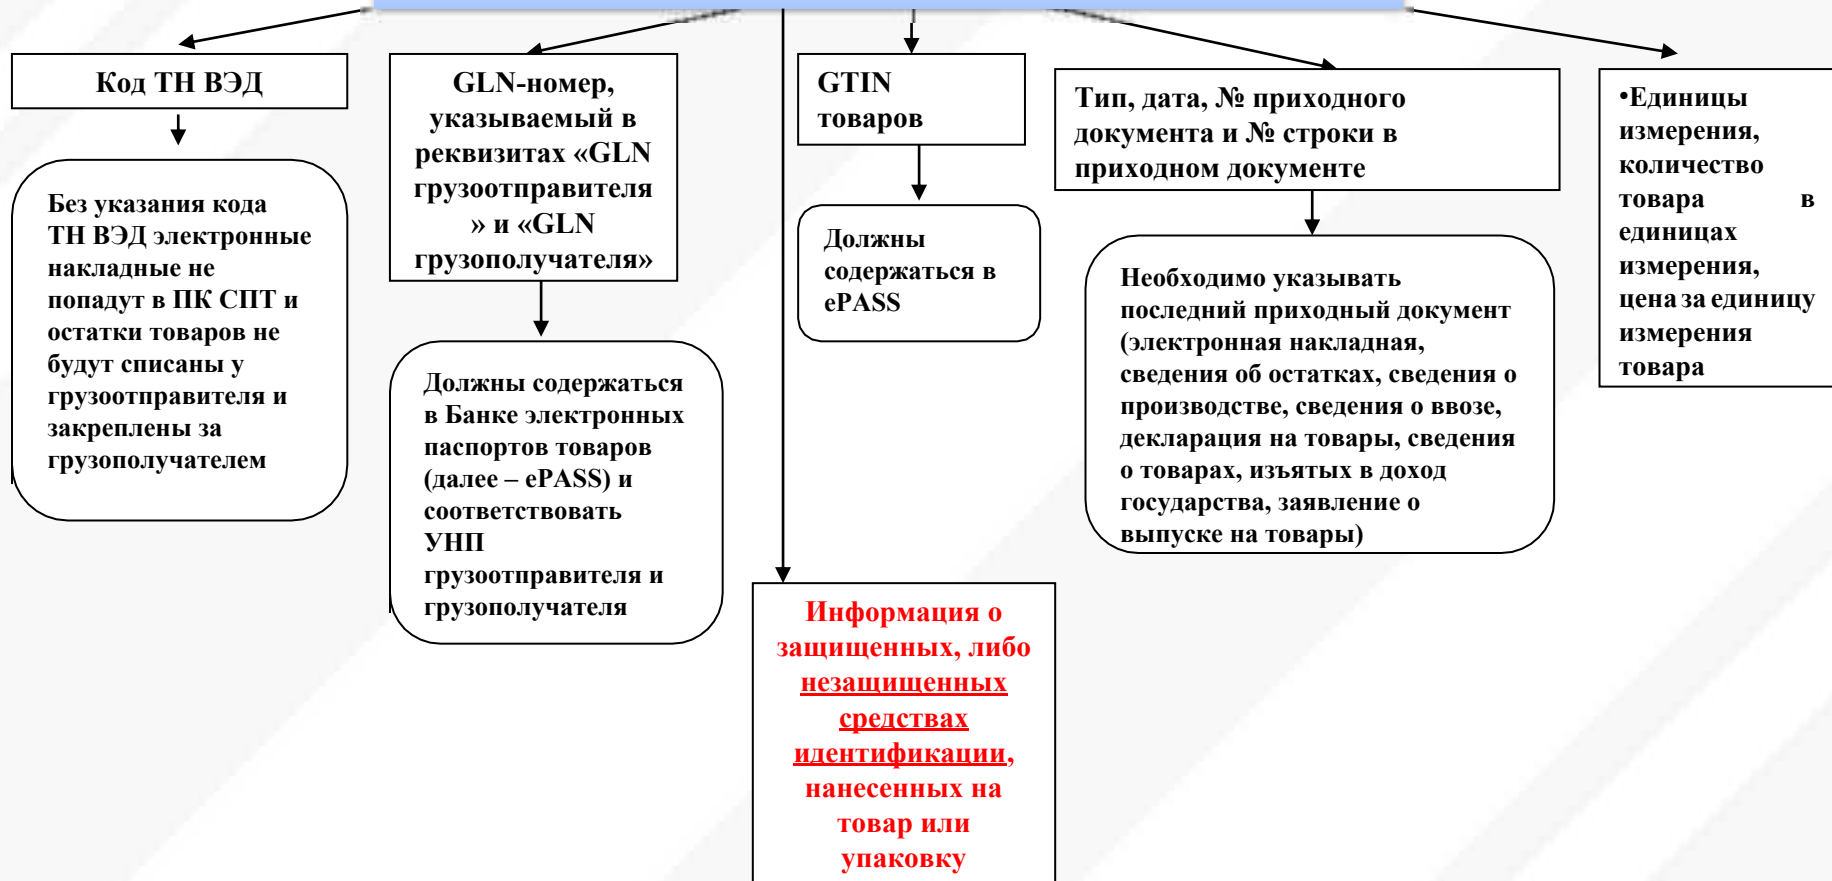 Код ТН ВЭД
Без указания кода
ТН ВЭД электронные
накладные не
попадут в ПК СПТ и
остатки товаров не
будут списаны у
грузоотправителя и
закреплены за
грузополучателем
GLN-номер,
указываемый в
реквизитах «GLN
грузоотправителя
» и «GLN
грузополучателя»
Должны содержаться
в Банке электронных
паспортов товаров
(далее – ePASS) и
соответствовать
УНП
грузоотправителя и
грузополучателя
Информация о
защищенных, либо
незащищенных
средствах
идентификации,
нанесенных на
товар или
упаковку
GTIN
товаров
Должны
содержаться в
ePASS
Тип, дата, № приходного
документа и № строки в
приходном документе
Необходимо указывать
последний приходный документ
(электронная накладная,
сведения об остатках, сведения о
производстве, сведения о ввозе,
декларация на товары, сведения
о товарах, изъятых в доход
государства, заявление о
выпуске на товары)
•Единицы
измерения,
количество
товара в
единицах
измерения,
цена за единицу
измерения
товара